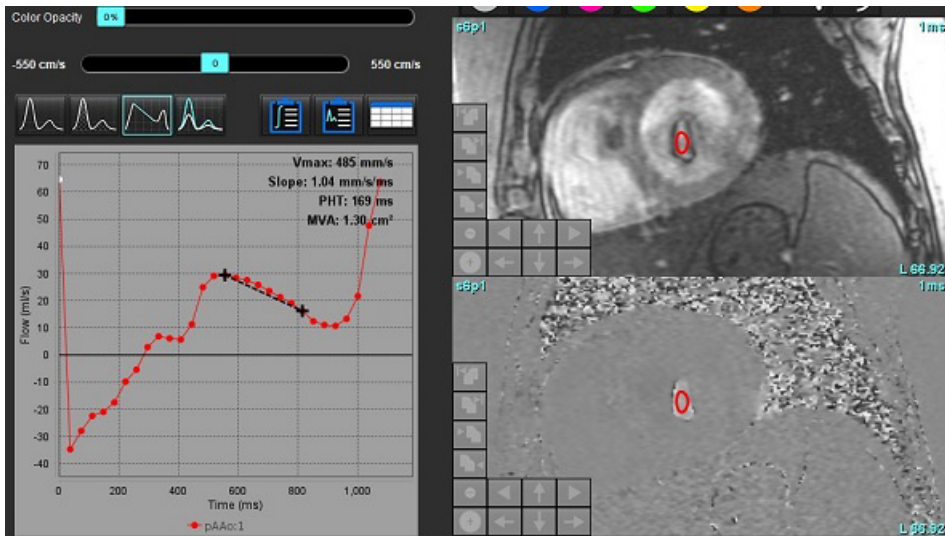 Color Opacity 0%
-550 cm/s 0 550 cm/s
Vmax: 485 mm/s
Slope: 1.04 mm/s/ms
PHT: 169 ms
MVA: 1.30 cm²
70
60
50
40
30
20
10
0
-10
-20
-30
-40
Flow (ml/s)
0 200 400 600 800 1,000
Time (ms)
pAAo:1
s6p1 1ms
L 66.92
s6p1 1ms
L 66.92